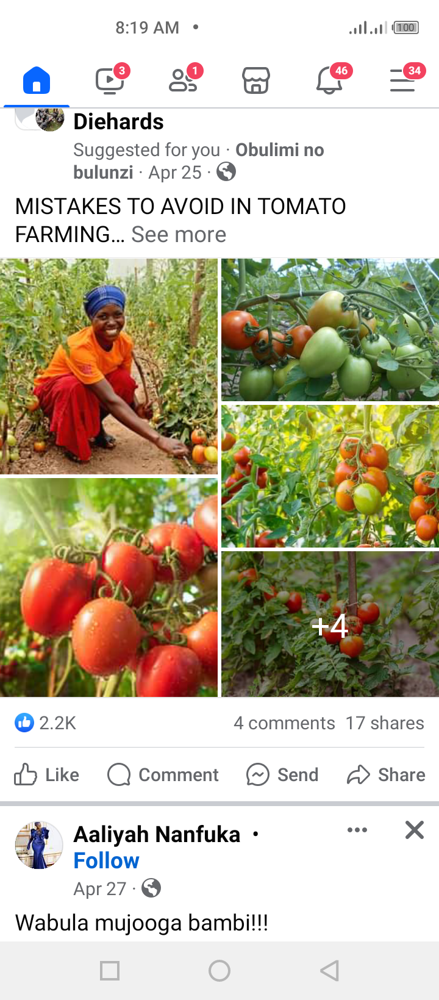 8:19 AM •
100
3
1
46
34
Diehards
Suggested for you · Obulimi no
bulunzi · Apr 25 ·
MISTAKES TO AVOID IN TOMATO
FARMING... See more
+4
2.2K
4 comments 17 shares
Like
Comment
Send
Share
Aaliyah Nanfuka •
Follow
Apr 27 ·
Wabula mujooga bambi!!!